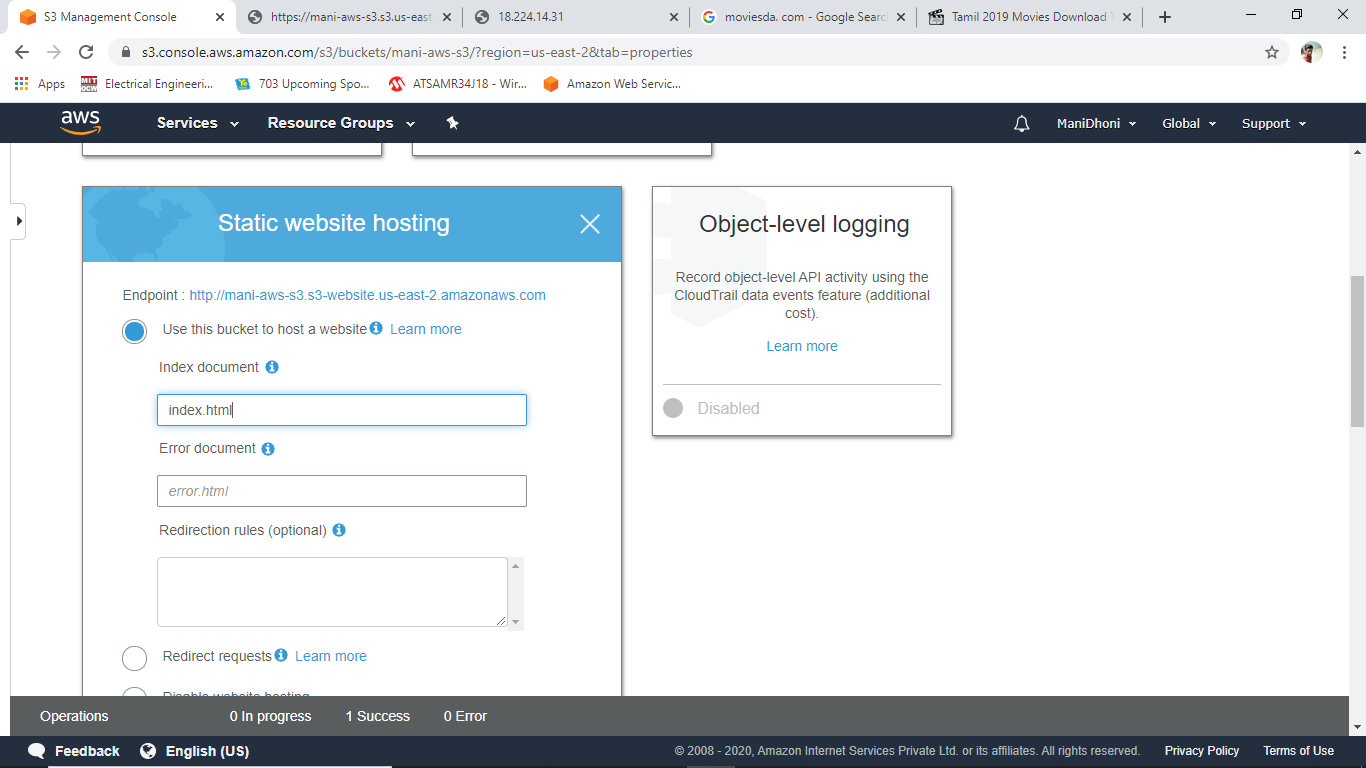 S3 Management Console
https://mani-aws-s3.s3.us-east
18.224.14.31
moviesda. com - Google Searc
Tamil 2019 Movies Download T
s3.console.aws.amazon.com/s3/buckets/mani-aws-s3/?region=us-east-2&tab=properties
Apps
MIT OCW
Electrical Engineeri...
703 Upcoming Spo...
ATSAMR34J18 - Wir...
Amazon Web Servic...
aws
Services
Resource Groups
ManiDhoni
Global
Support
Static website hosting
Endpoint : http://mani-aws-s3.s3-website.us-east-2.amazonaws.com
Use this bucket to host a website Learn more
Index document
index.html
Error document
error.html
Redirection rules (optional)
Redirect requests Learn more
Disable website hosting
Object-level logging
Record object-level API activity using the
CloudTrail data events feature (additional
cost).
Learn more
Disabled
Operations
0 In progress
1 Success
0 Error
Feedback
English (US)
© 2008 - 2020, Amazon Internet Services Private Ltd. or its affiliates. All rights reserved.
Privacy Policy
Terms of Use